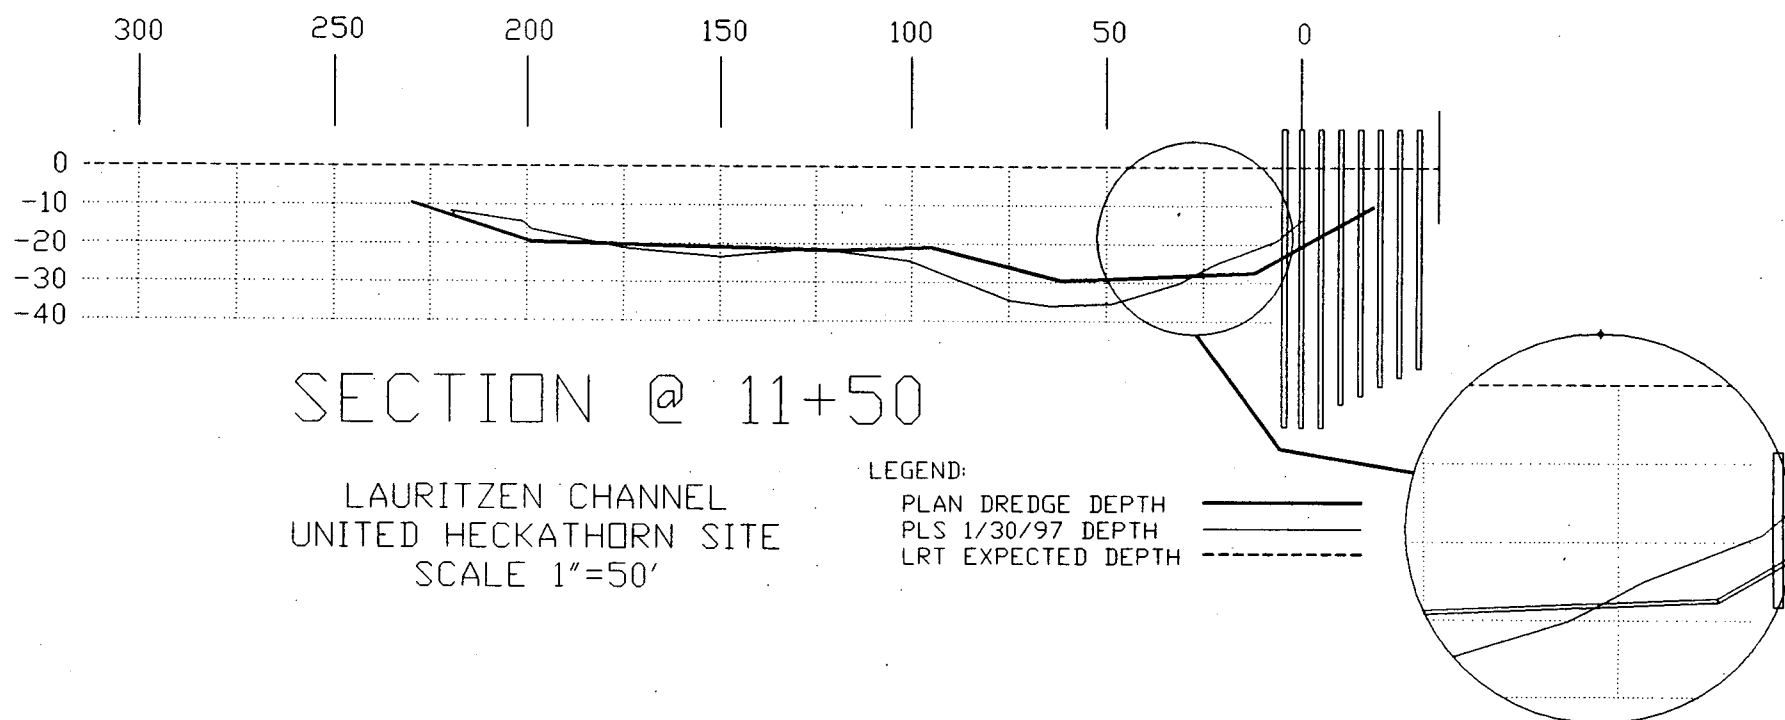 300 250 200 150 100 50 0
0
-10
-20
-30
-40
SECTION @ 11+50
LAURITZEN CHANNEL
UNITED HECKATHORN SITE
SCALE 1"=50'
LEGEND:
PLAN DREDGE DEPTH
PLS 1/30/97 DEPTH
LRT EXPECTED DEPTH